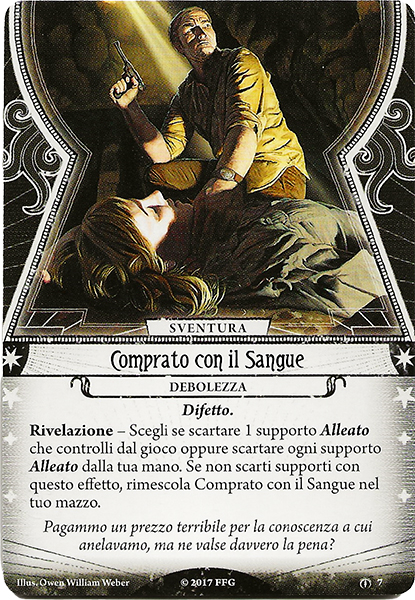 SVENTURA
Comprato con il Sangue
DEBOLEZZA
Difetto.
Rivelazione – Scegli se scartare 1 supporto Alleato
che controlli dal gioco oppure scartare ogni supporto
Alleato dalla tua mano. Se non scarti supporti con
questo effetto, rimescola Comprato con il Sangue nel
tuo mazzo.
Pagammo un prezzo terribile per la conoscenza a cui
anelavamo, ma ne valse davvero la pena?
Illus. Owen William Weber © 2017 FFG 7